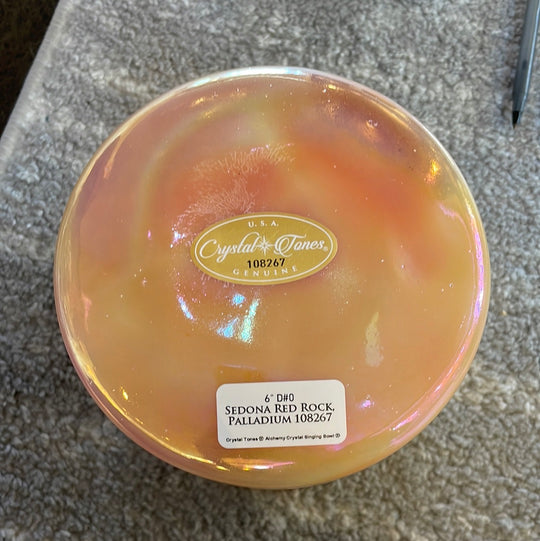 U.S.A.
Crystal Tones®
108267
GENUINE
6" D#0
SEDONA RED ROCK,
PALLADIUM 108267
Crystal Tones Ⓡ Alchemy Crystal Singing Bowl Ⓡ